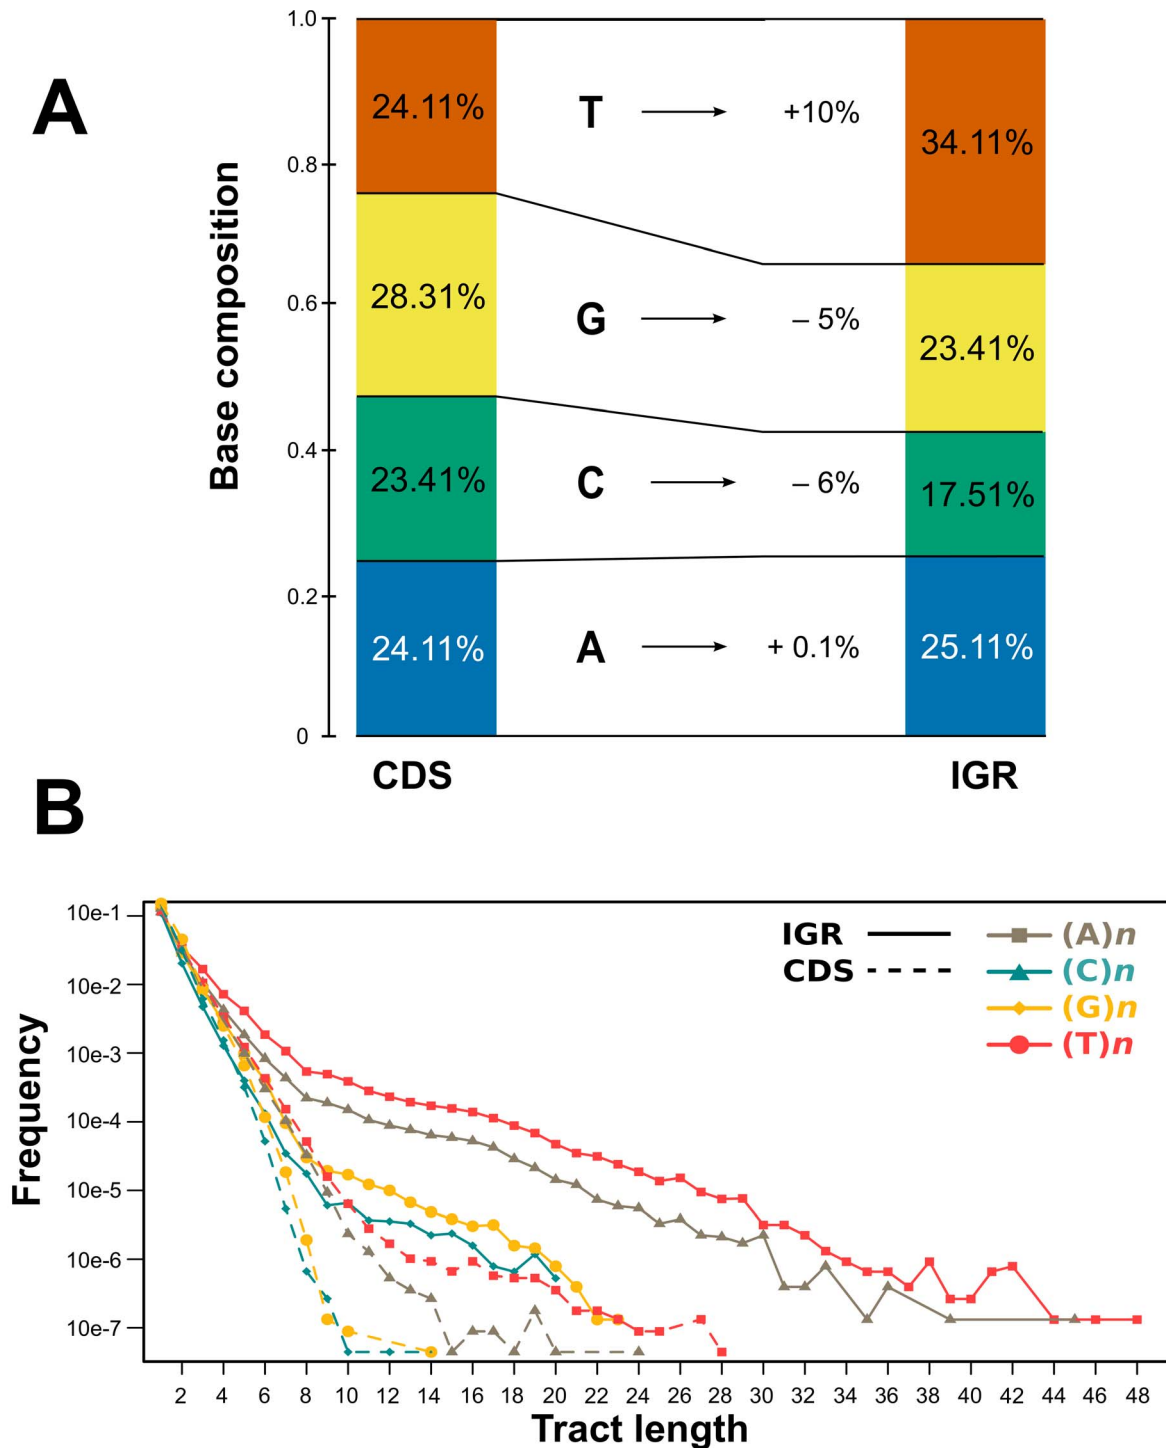 A
Base composition
1.0
0.8
0.6
0.4
0.2
0
24.11%
28.31%
23.41%
24.11%
T +10%
G – 5%
C – 6%
A + 0.1%
34.11%
23.41%
17.51%
25.11%
CDS IGR
B
Frequency
10e-1
10e-2
10e-3
10e-4
10e-5
10e-6
10e-7
IGR
CDS
(A)n
(C)n
(G)n
(T)n
2 4 6 8 10 12 14 16 18 20 22 24 26 28 30 32 34 36 38 40 42 44 46 48
Tract length